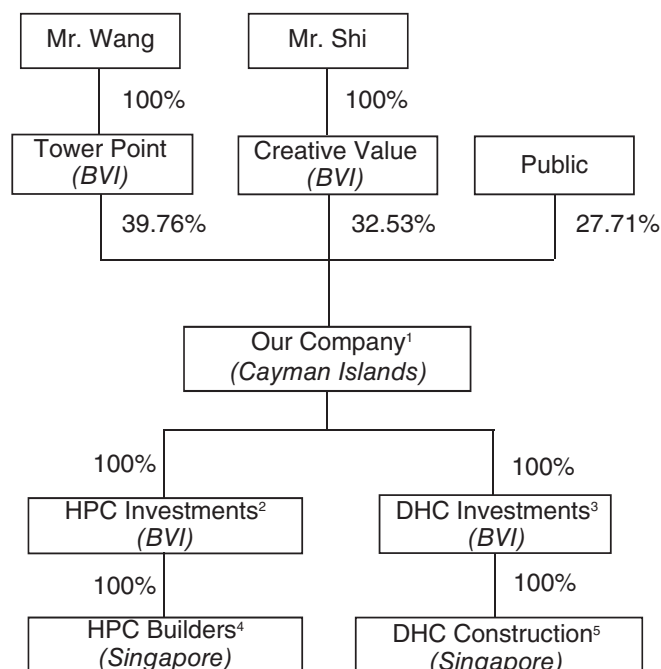 Mr. Wang
Mr. Shi
100%
100%
Tower Point
(BVI)
Creative Value
(BVI)
Public
39.76%
32.53%
27.71%
Our Company¹
(Cayman Islands)
100%
100%
HPC Investments²
(BVI)
DHC Investments³
(BVI)
100%
100%
HPC Builders⁴
(Singapore)
DHC Construction⁵
(Singapore)